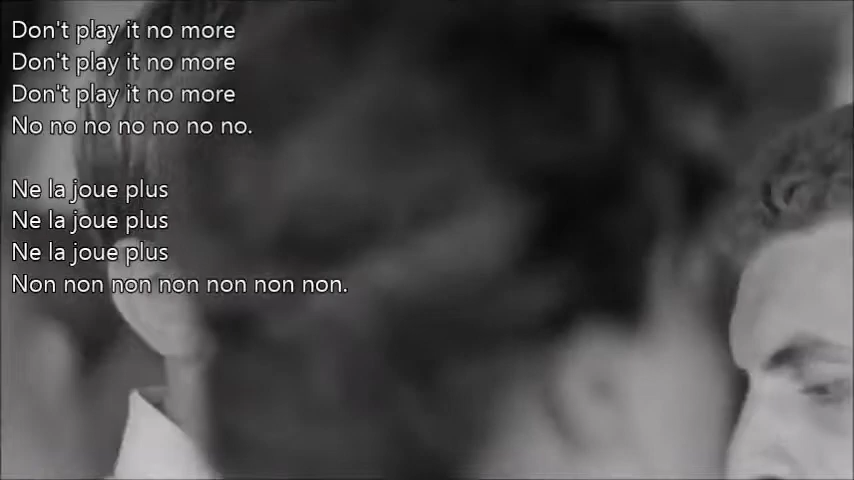 Don't play it no more
Don't play it no more
Don't play it no more
No no no no no no no.
Ne la joue plus
Ne la joue plus
Ne la joue plus
Non non non non non non non.